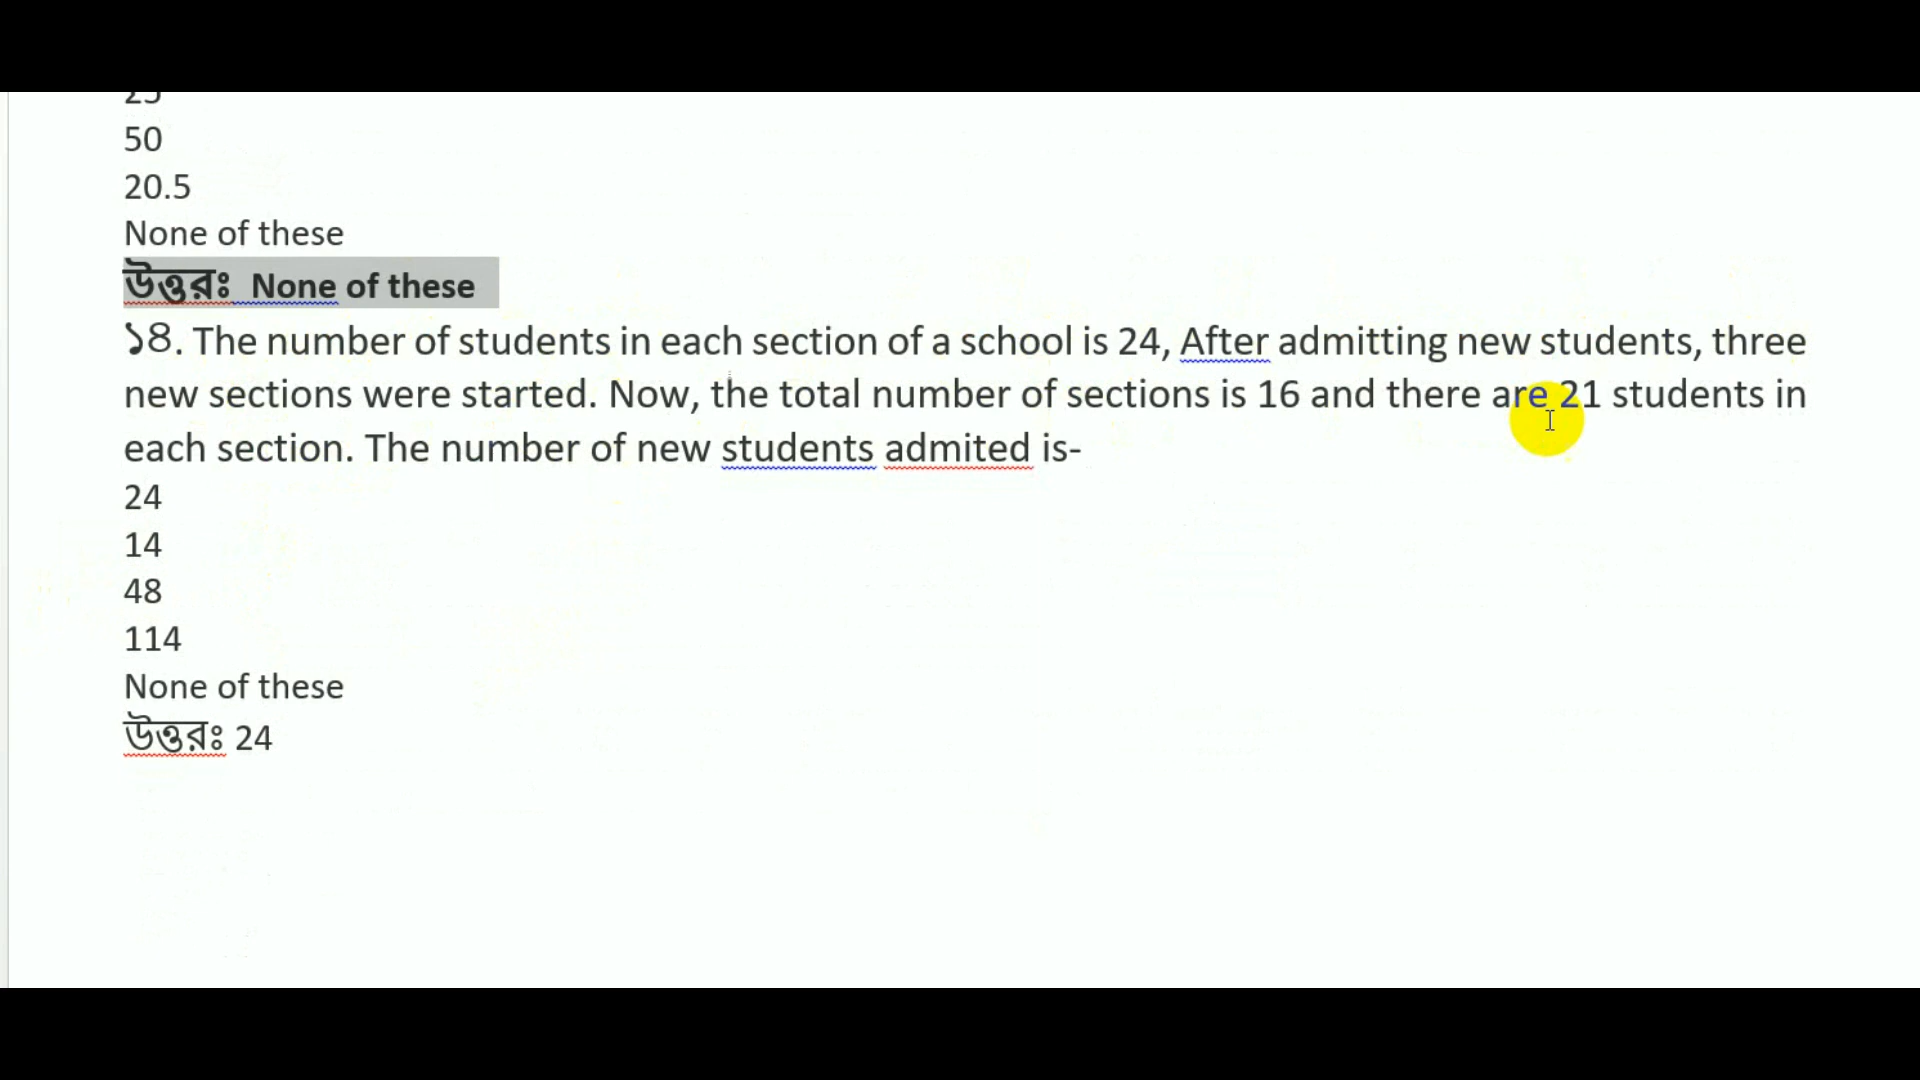 25
50
20.5
None of these
উত্তরঃ None of these
১৪. The number of students in each section of a school is 24, After admitting new students, three
new sections were started. Now, the total number of sections is 16 and there are 21 students in
each section. The number of new students admited is-
24
14
48
114
None of these
উত্তরঃ 24